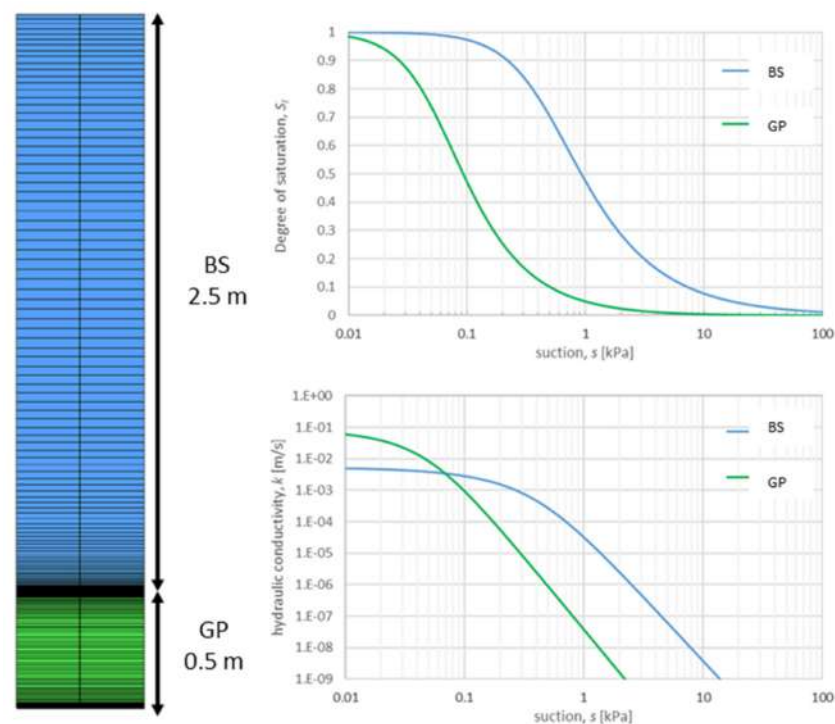 BS
2.5 m
GP
0.5 m
Degree of saturation, Sₗ
1
0.9
0.8
0.7
0.6
0.5
0.4
0.3
0.2
0.1
0
0.01
0.1
1
10
100
suction, s [kPa]
BS
GP
hydraulic conductivity, k [m/s]
1.E+00
1.E-01
1.E-02
1.E-03
1.E-04
1.E-05
1.E-06
1.E-07
1.E-08
1.E-09
0.01
0.1
1
10
100
suction, s [kPa]
BS
GP